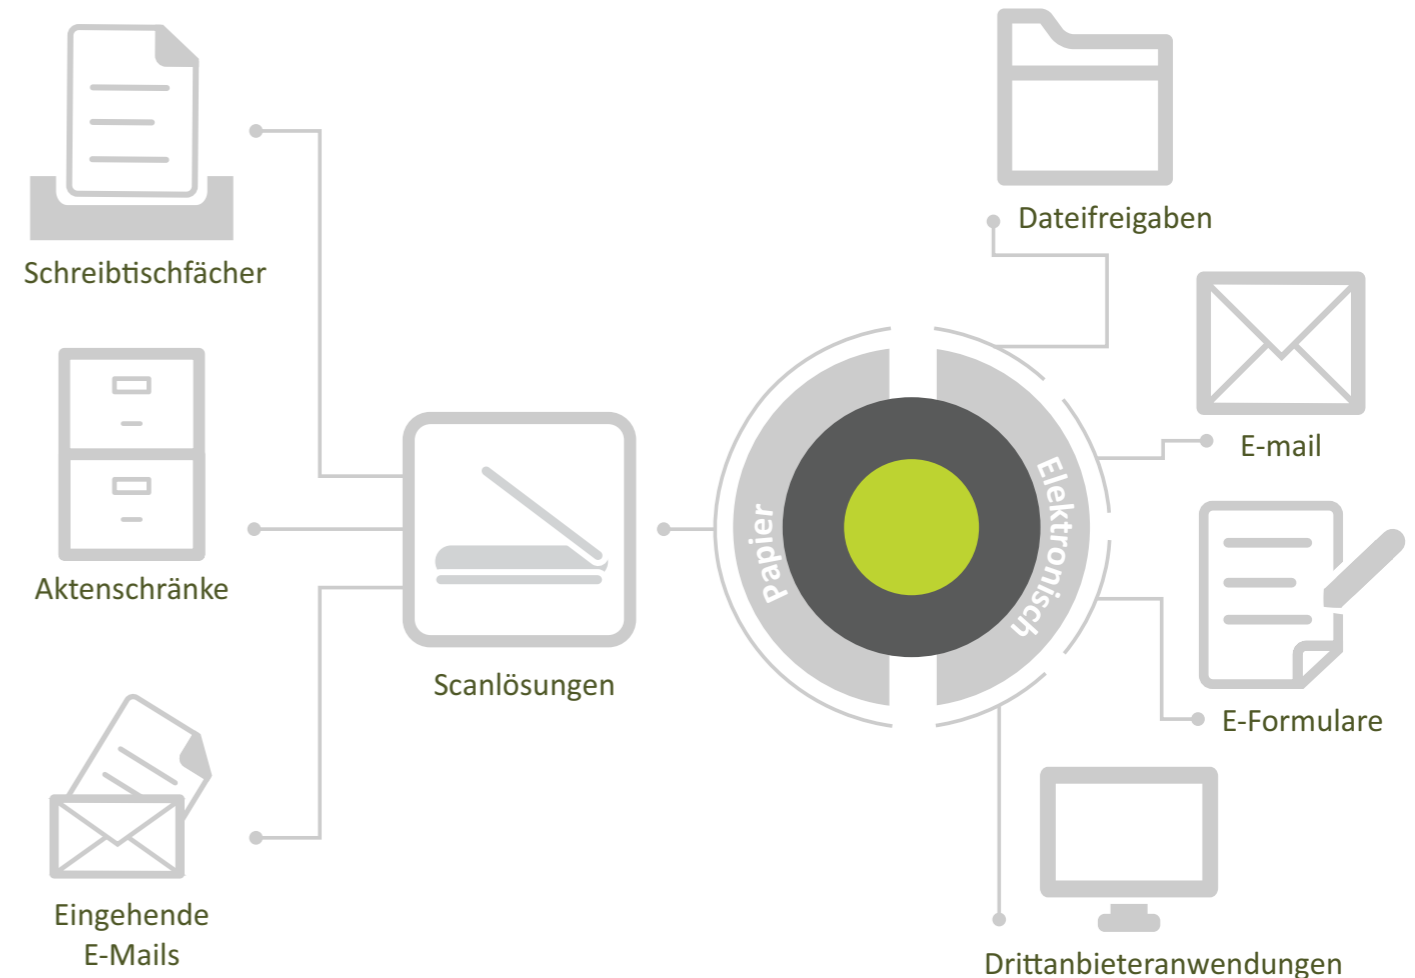 Schreibtischfächer
Aktenschränke
Eingehende
E-Mails
Scanlösungen
Papier
Elektronisch
Dateifreigaben
E-mail
E-Formulare
Drittanbieteranwendungen